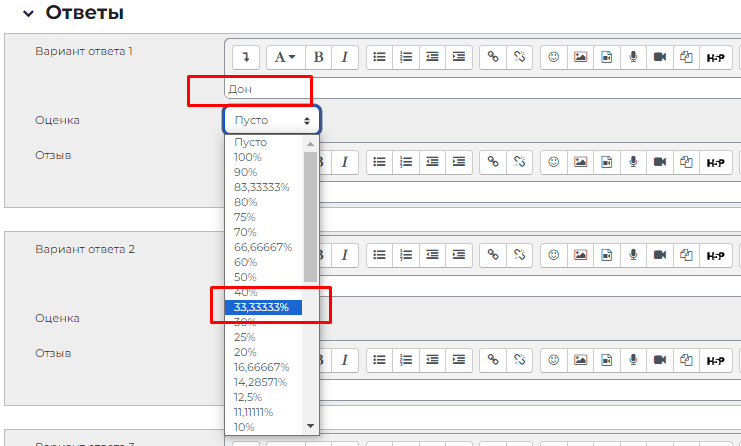 Ответы
Вариант ответа 1
A B I H-P
Дон
Оценка
Пусто
Отзыв
I H-P
Пусто
100%
90%
83,33333%
80%
75%
70%
66,66667%
60%
50%
40%
33,33333%
30%
25%
20%
16,66667%
14,28571%
12,5%
11,11111%
10%
Вариант ответа 2
I H-P
Оценка
Отзыв
I H-P